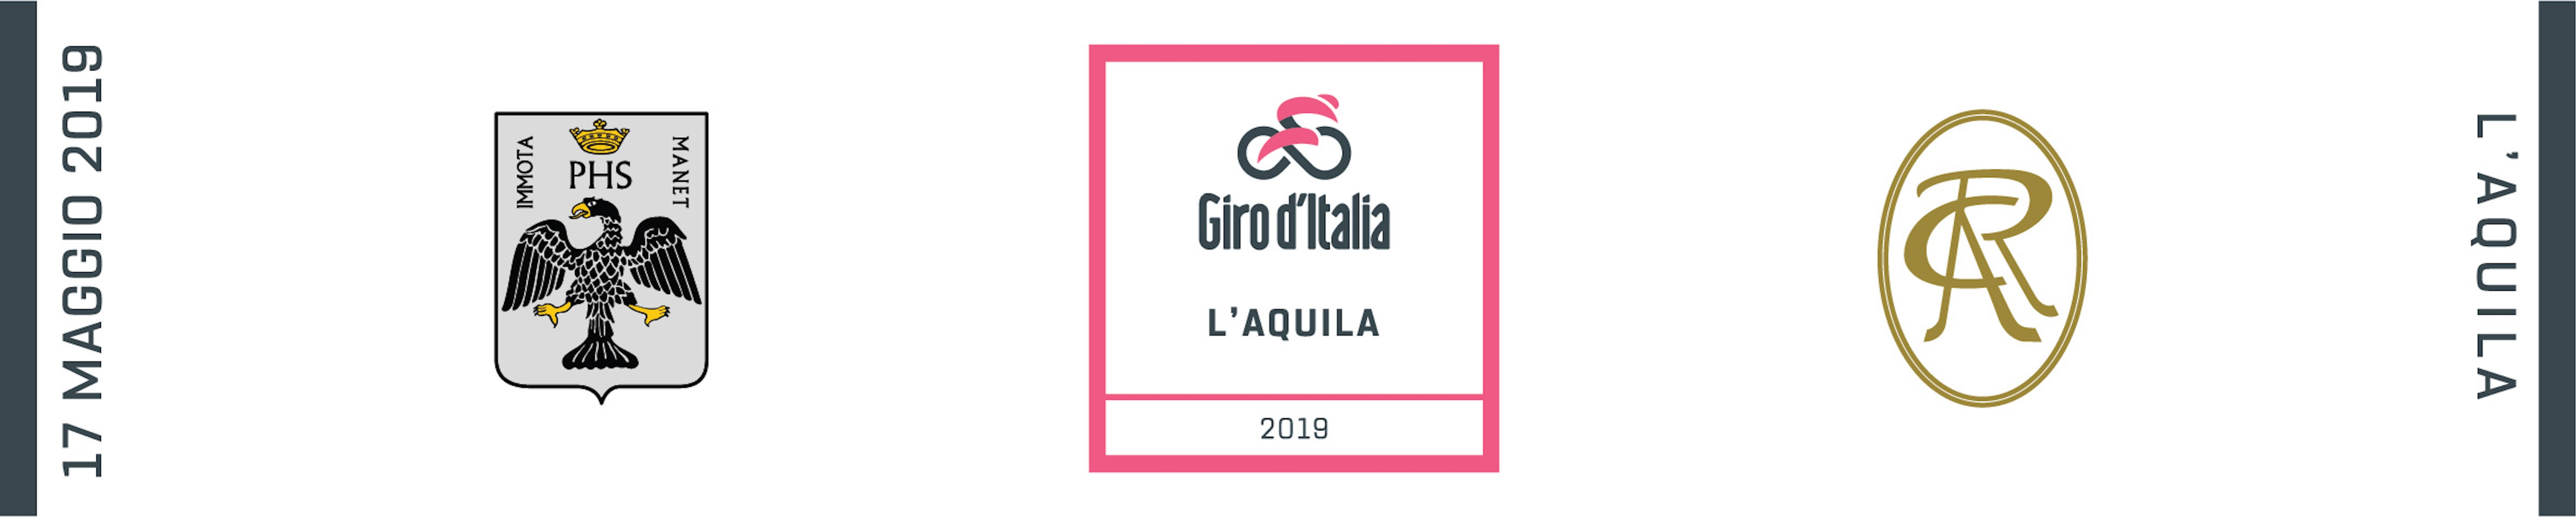 17 MAGGIO 2019
IMMOTA
PHS
MANET
Giro d'Italia
L'AQUILA
2019
L'AQUILA